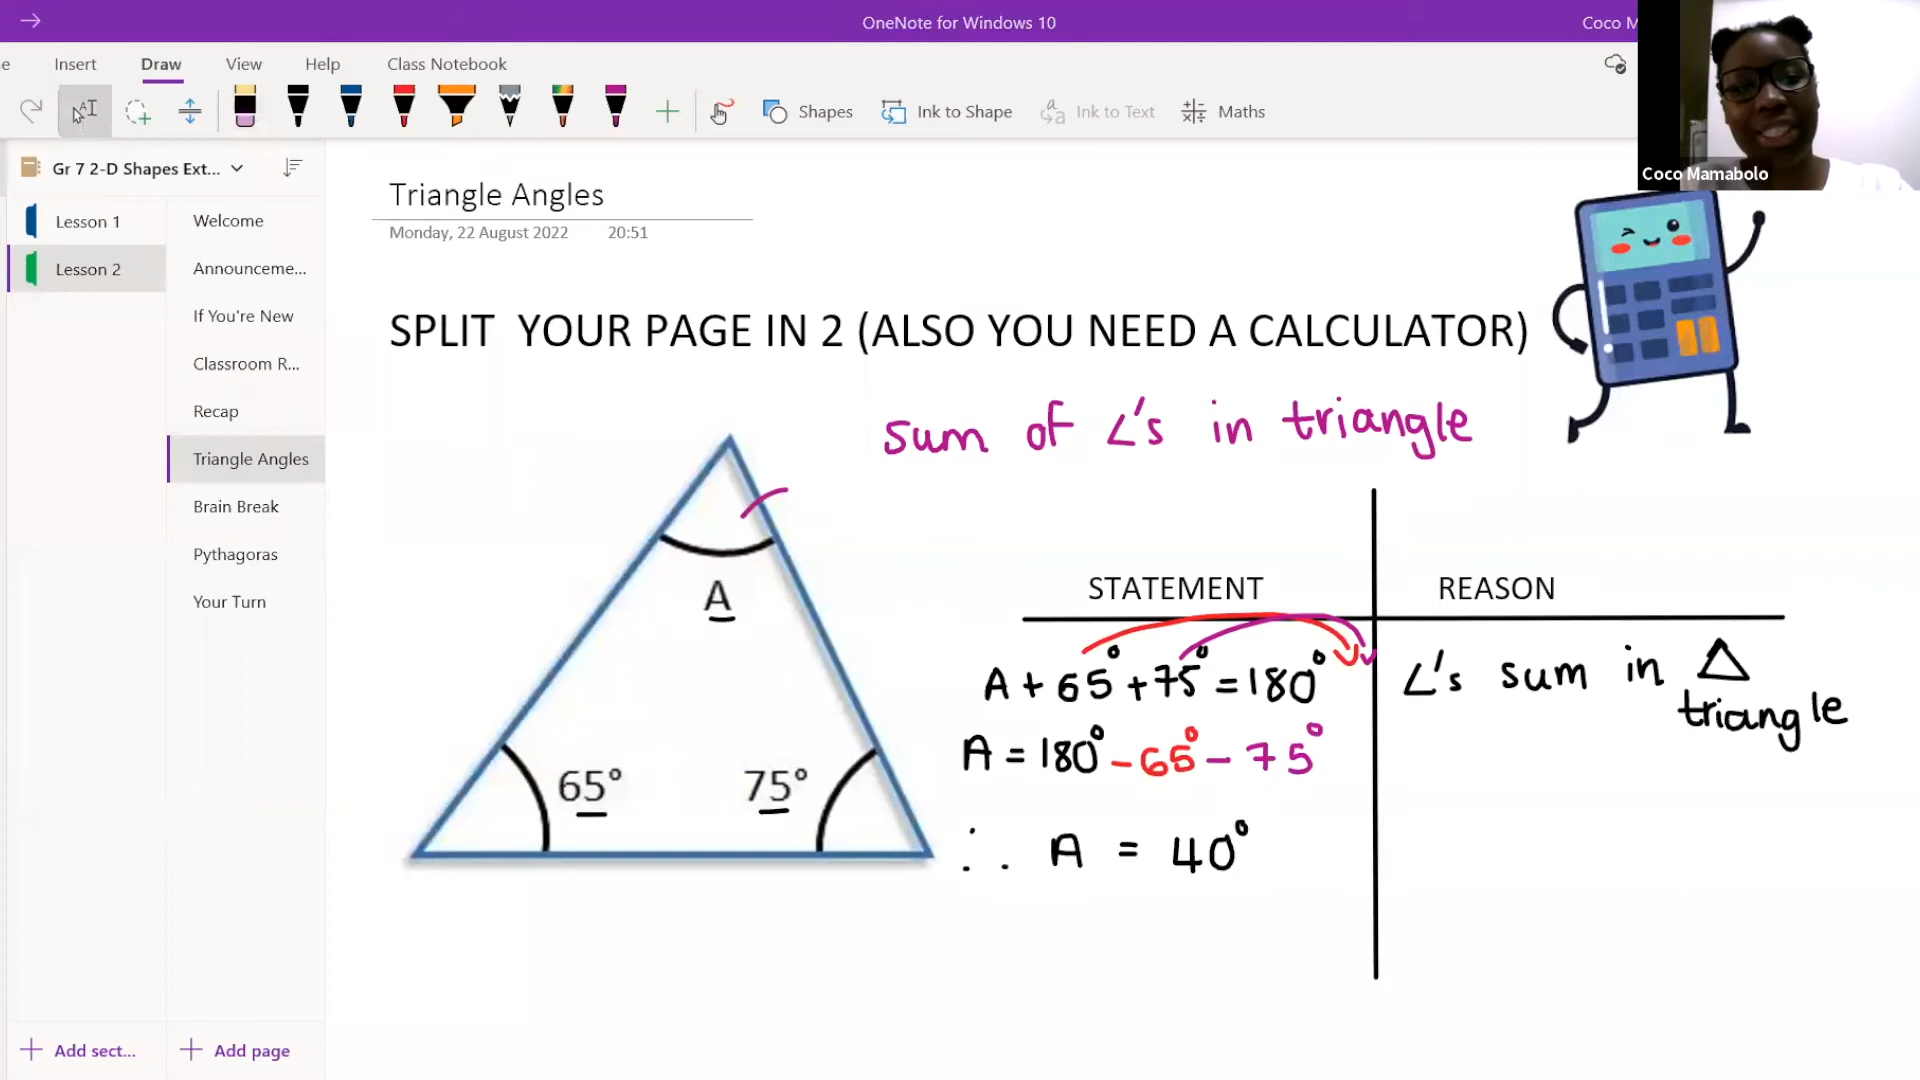 OneNote for Windows 10
Coco M
Insert Draw View Help Class Notebook
Shapes Ink to Shape Ink to Text Maths
Coco Mamabolo
Gr 7 2-D Shapes Ext...
Lesson 1
Lesson 2
Welcome
Announceme...
If You're New
Classroom R...
Recap
Triangle Angles
Brain Break
Pythagoras
Your Turn
Add sect...
Add page
Triangle Angles
Monday, 22 August 2022 20:51
SPLIT YOUR PAGE IN 2 (ALSO YOU NEED A CALCULATOR)
sum of ∠'s in triangle
A
65°
75°
STATEMENT REASON
A + 65° + 75° = 180° ∠'s sum in △
triangle
A = 180° - 65° - 75°
∴ A = 40°